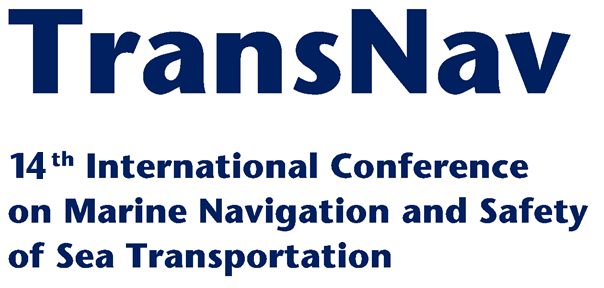 TransNav
14th International Conference
on Marine Navigation and Safety
of Sea Transportation